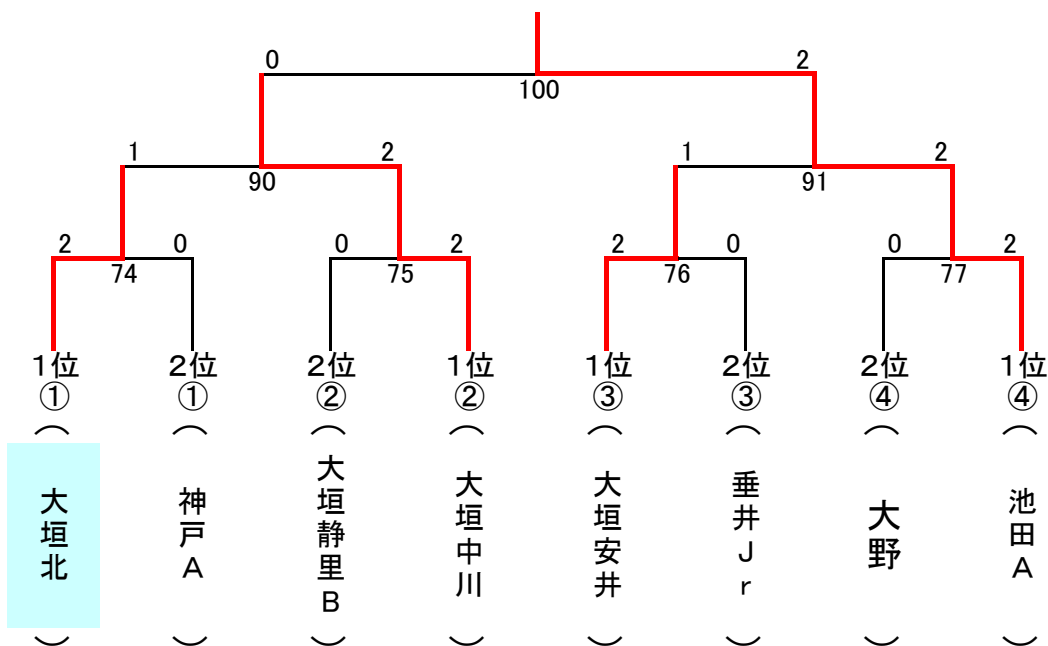 0 2
100
1 2 1 2
90 91
2 0 0 2 2 0 0 2
74 75 76 77
1位 2位 2位 1位 1位 2位 2位 1位
① ① ② ② ③ ③ ④ ④
（大垣北）
（神戸A）
（大垣静里B）
（大垣中川）
（大垣安井）
（垂井Jr）
（大野）
（池田A）